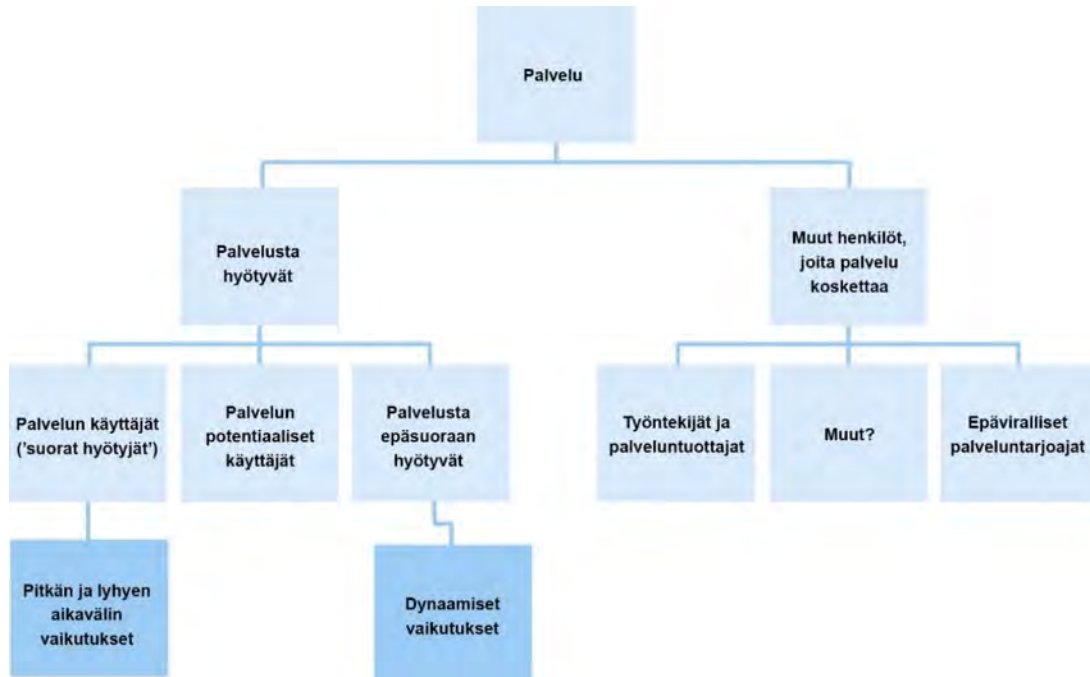 Palvelu
Palvelusta
hyötyvät
Muut henkilöt,
joita palvelu
koskettaa
Palvelun käyttäjät
('suorat hyötyjät')
Palvelun
potentiaaliset
käyttäjät
Palvelusta
epäsuoraan
hyötyvät
Työntekijät ja
palveluntuottajat
Muut?
Epäviralliset
palveluntarjoajat
Pitkän ja lyhyen
aikavälin
vaikutukset
Dynaamiset
vaikutukset